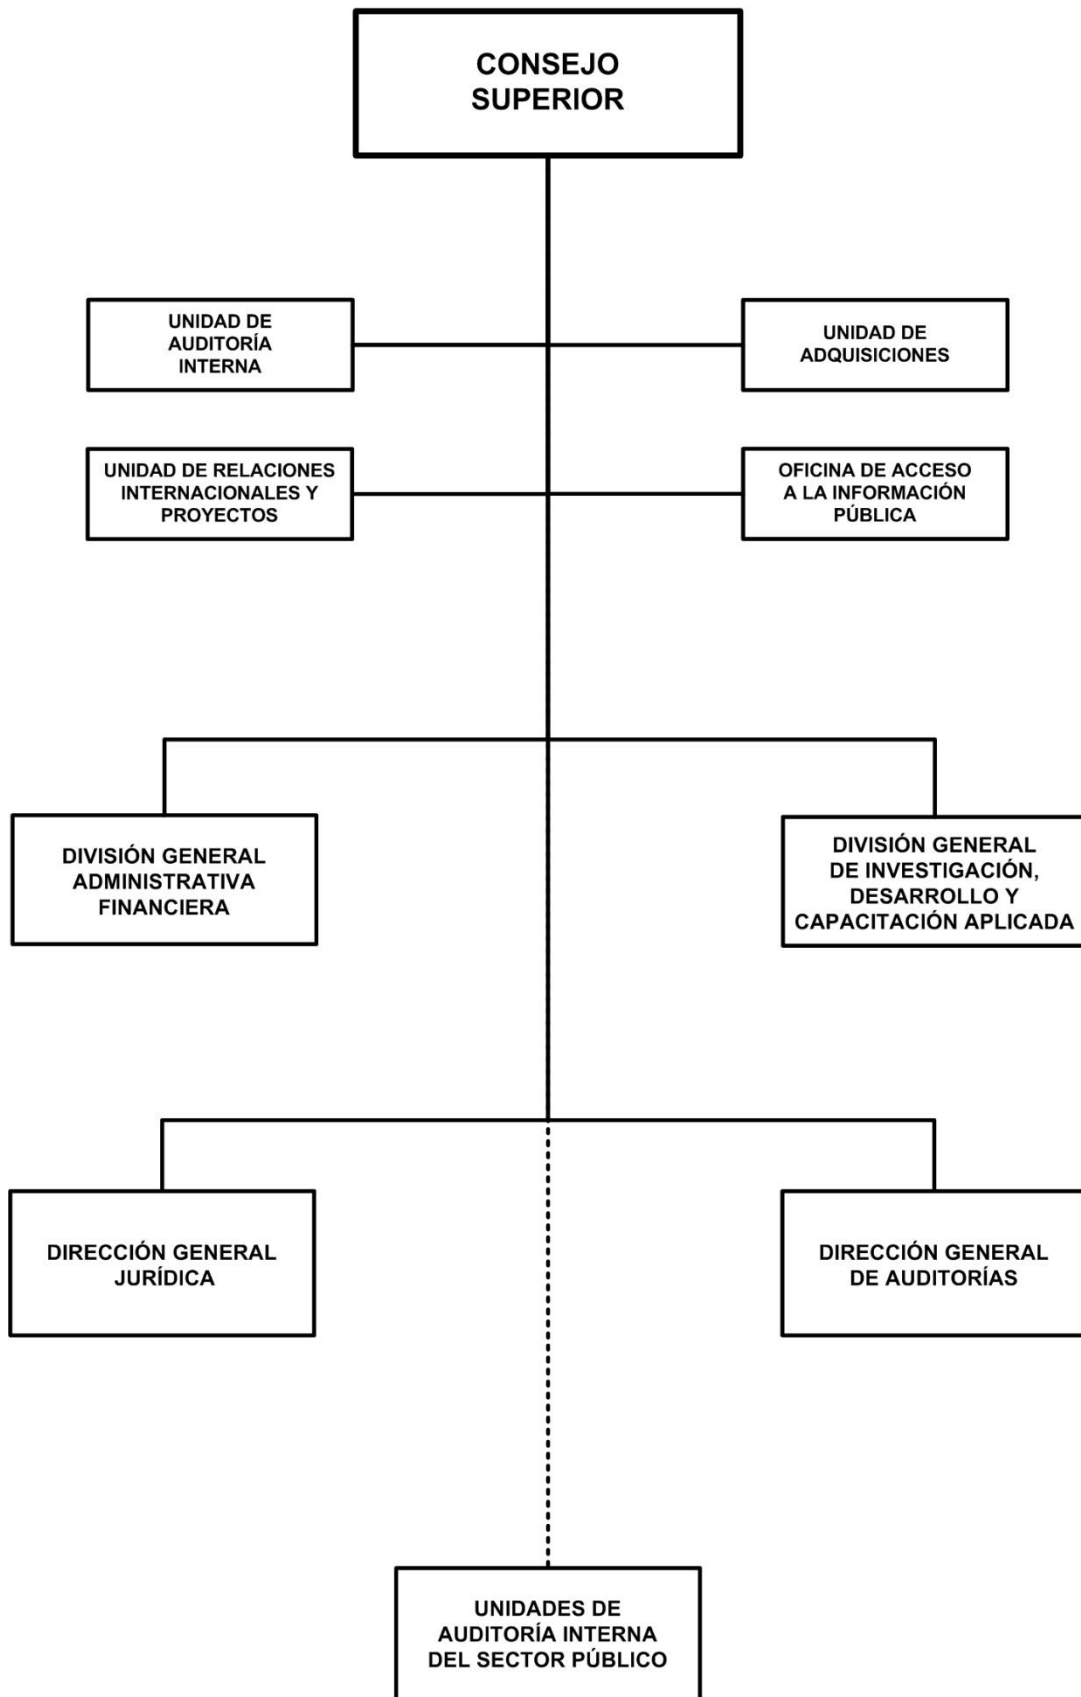 CONSEJO
SUPERIOR
UNIDAD DE
AUDITORÍA
INTERNA
UNIDAD DE
ADQUISICIONES
UNIDAD DE RELACIONES
INTERNACIONALES Y
PROYECTOS
OFICINA DE ACCESO
A LA INFORMACIÓN
PÚBLICA
DIVISIÓN GENERAL
ADMINISTRATIVA
FINANCIERA
DIVISIÓN GENERAL
DE INVESTIGACIÓN,
DESARROLLO Y
CAPACITACIÓN APLICADA
DIRECCIÓN GENERAL
JURÍDICA
DIRECCIÓN GENERAL
DE AUDITORÍAS
UNIDADES DE
AUDITORÍA INTERNA
DEL SECTOR PÚBLICO